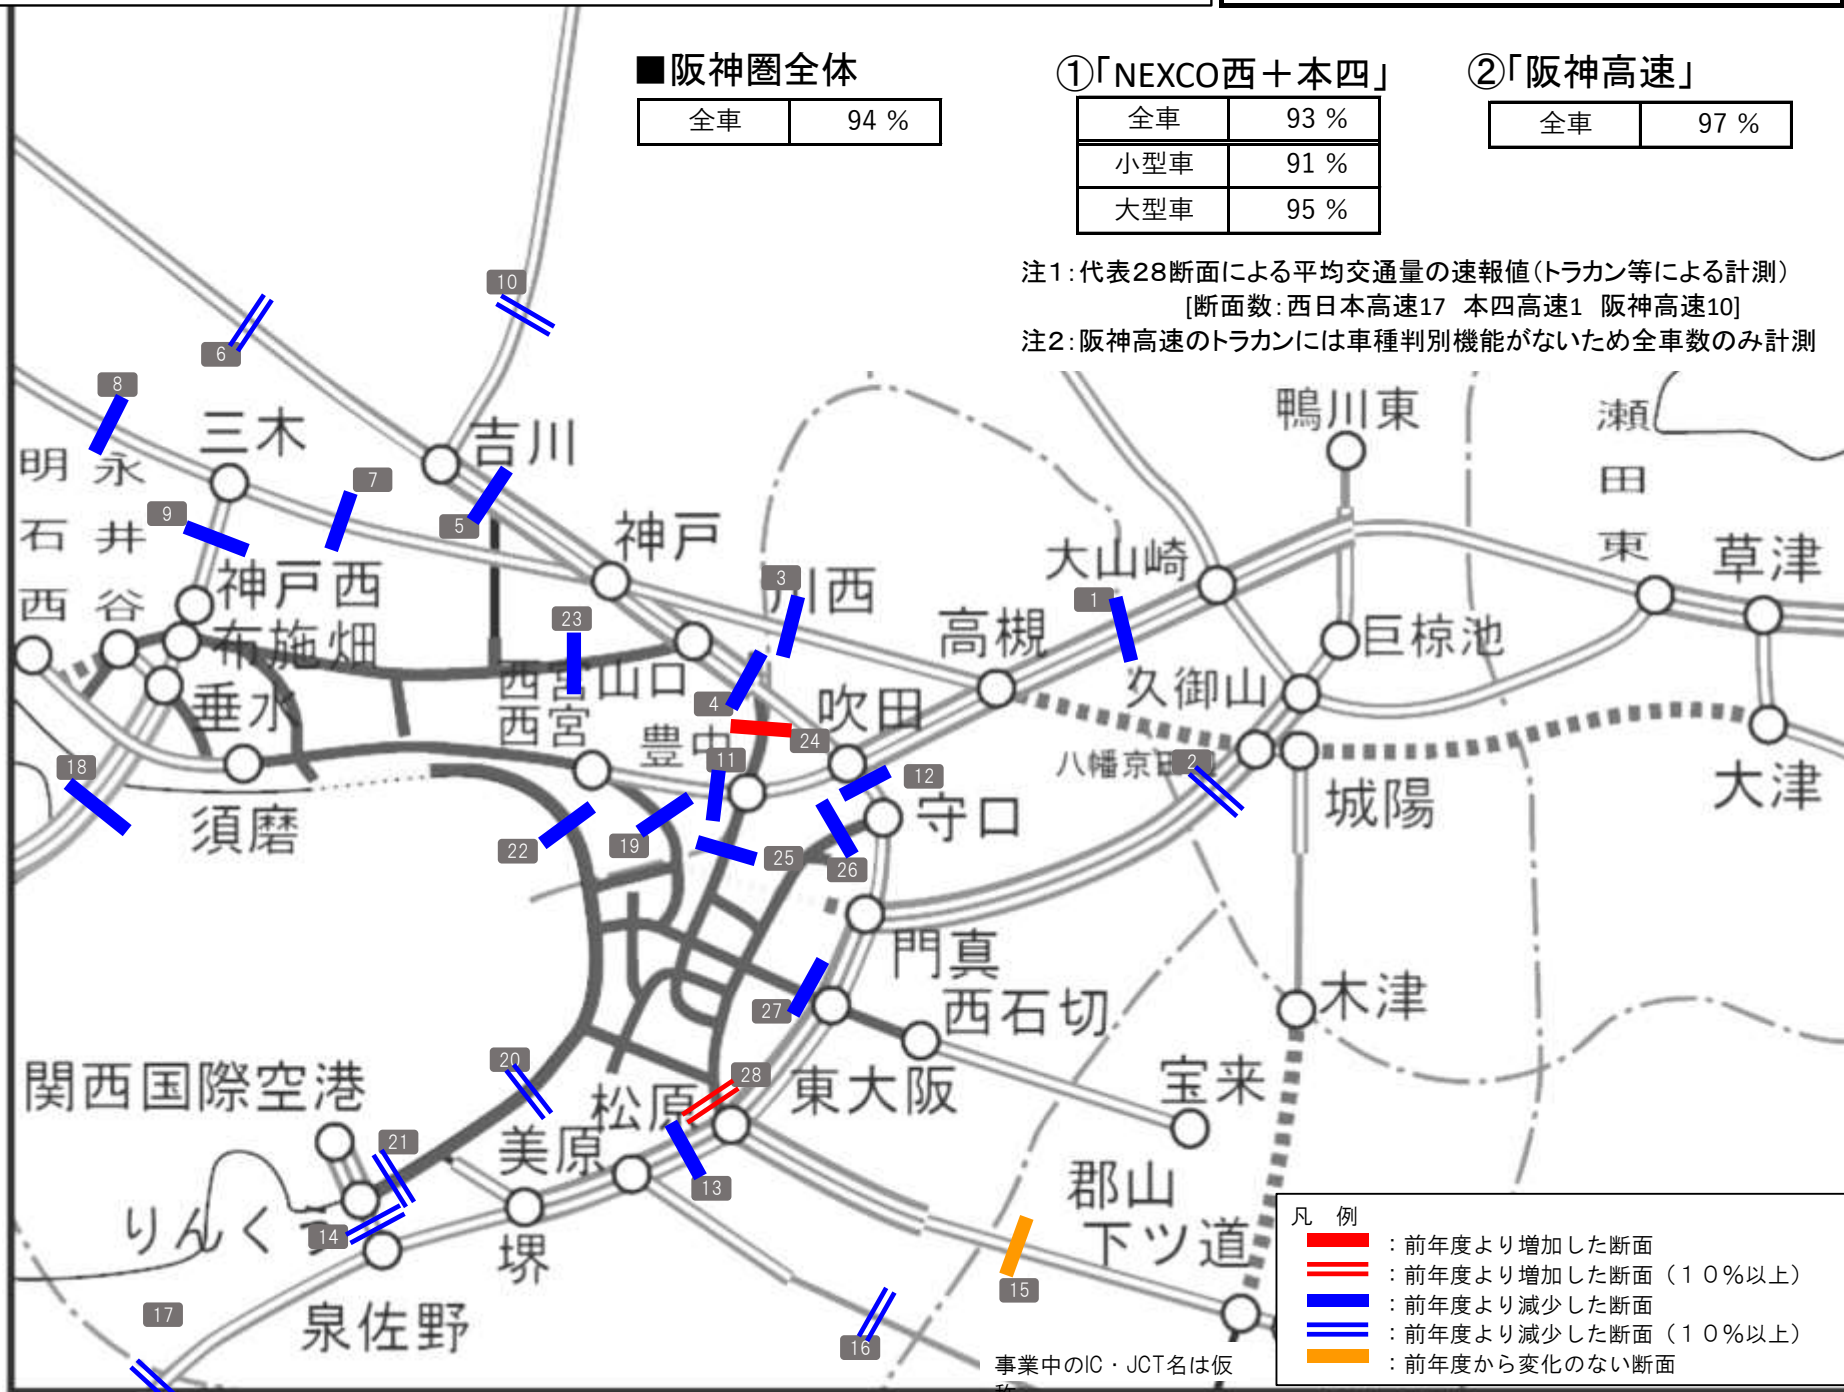 ■阪神圏全体
全車 94 %
①「NEXCO西＋本四」
全車 93 %
小型車 91 %
大型車 95 %
②「阪神高速」
全車 97 %
注1：代表28断面による平均交通量の速報値（トラカン等による計測）
[断面数：西日本高速17 本四高速1 阪神高速10]
注2：阪神高速のトラカンには車種判別機能がないため全車数のみ計測
10
6
8
三木
吉川
鴨川東
瀬田東
明石西
永井谷
7
9
5
神戸
大山崎
草津
神戸西
3
川西
1
高槻
23
布施畑
巨椋池
西宮山口
久御山
垂水
4
吹田
西宮
豊中
24
11
12
八幡京田
2
18
大津
須磨
守口
城陽
22
19
25
26
門真
27
西石切
木津
関西国際空港
20
28
松原
東大阪
宝来
21
美原
13
郡山
りんくう
14
下ツ道
堺
15
17
泉佐野
16
事業中のIC・JCT名は仮
称
凡 例
：前年度より増加した断面
：前年度より増加した断面（１０％以上）
：前年度より減少した断面
：前年度より減少した断面（１０％以上）
：前年度から変化のない断面